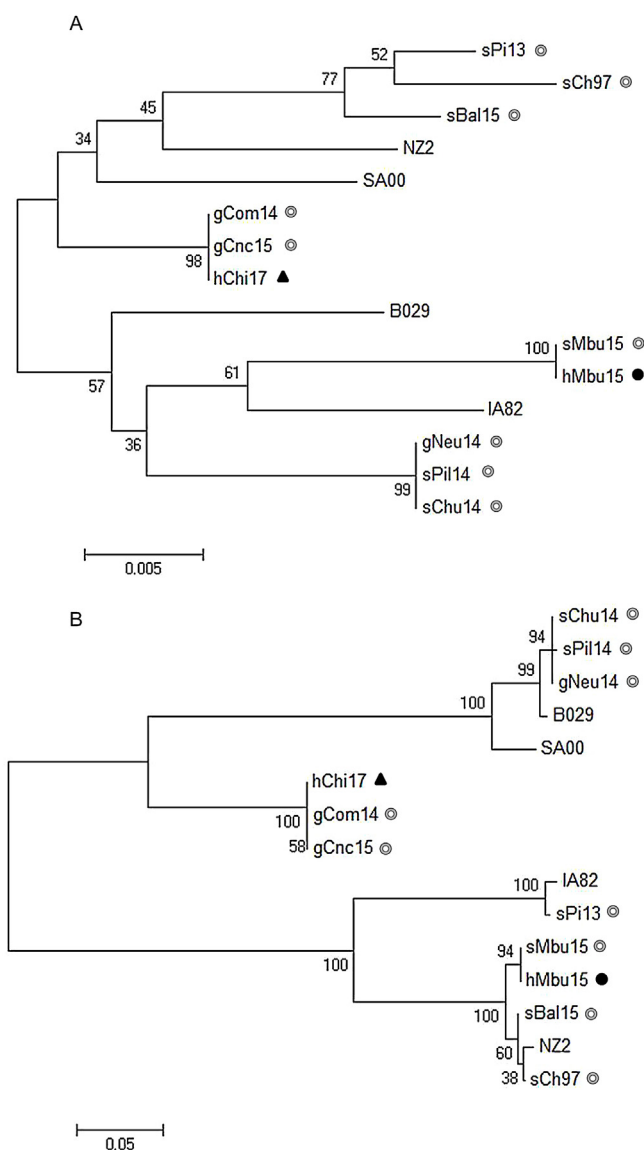 A
52
sPi13
sCh97
77
sBal15
45
NZ2
34
SA00
gCom14
gCnc15
98
hChi17
B029
57
100
sMbu15
hMbu15
61
IA82
36
gNeu14
sPil14
99
sChu14
0.005
B
sChu14
94
sPil14
99
gNeu14
100
B029
SA00
hChi17
100
gCom14
58
gCnc15
100
IA82
sPi13
100
94
sMbu15
hMbu15
100
sBal15
60
NZ2
38
sCh97
0.05